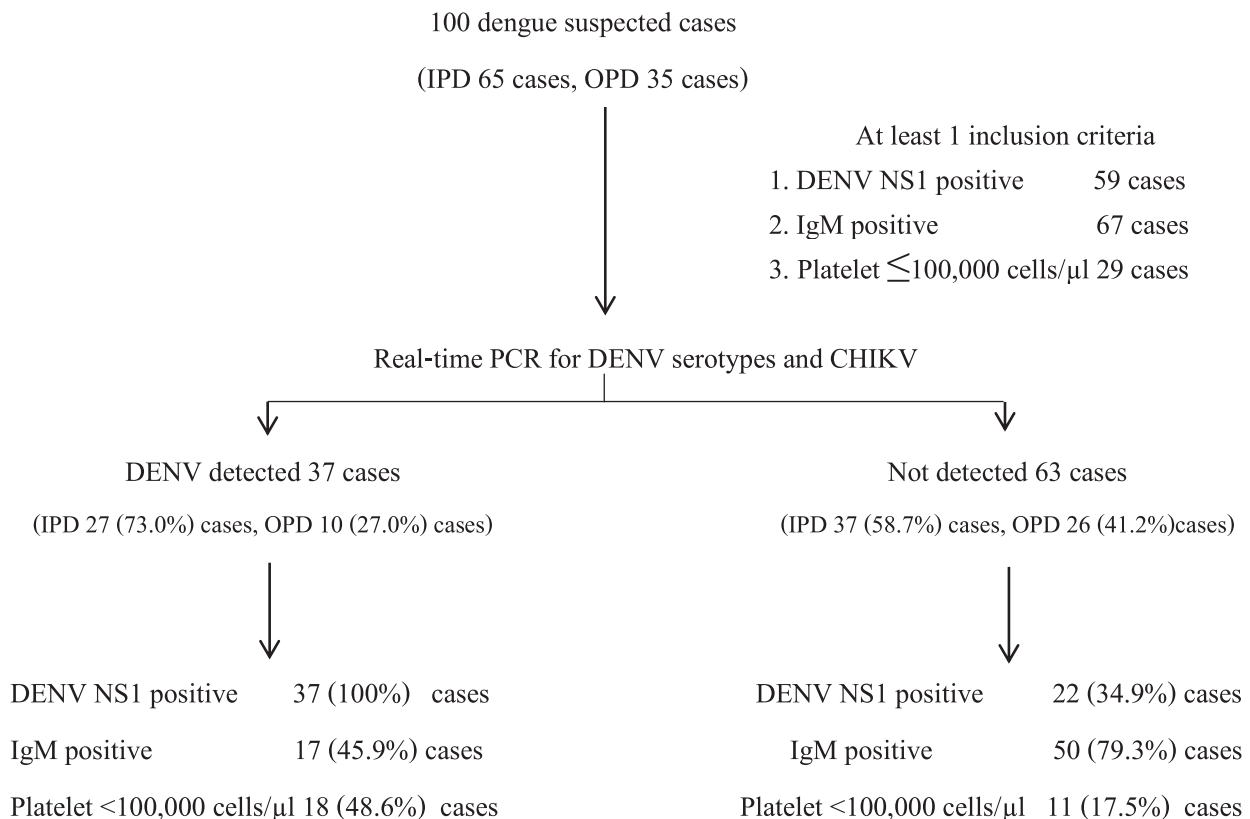 100 dengue suspected cases
(IPD 65 cases, OPD 35 cases)
At least 1 inclusion criteria
1. DENV NS1 positive 59 cases
2. IgM positive 67 cases
3. Platelet ≤100,000 cells/µl 29 cases
Real-time PCR for DENV serotypes and CHIKV
DENV detected 37 cases
(IPD 27 (73.0%) cases, OPD 10 (27.0%) cases)
DENV NS1 positive 37 (100%) cases
IgM positive 17 (45.9%) cases
Platelet <100,000 cells/µl 18 (48.6%) cases
Not detected 63 cases
(IPD 37 (58.7%) cases, OPD 26 (41.2%)cases)
DENV NS1 positive 22 (34.9%) cases
IgM positive 50 (79.3%) cases
Platelet <100,000 cells/µl 11 (17.5%) cases